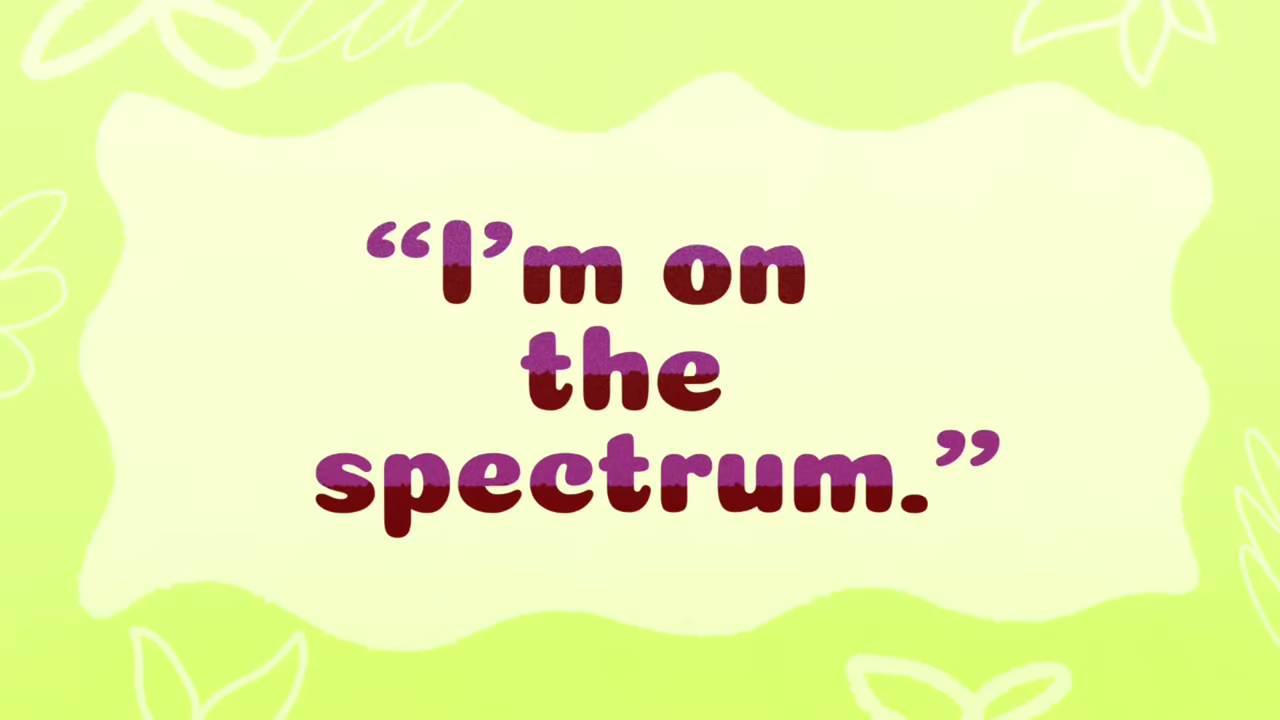 “I’m on
the
spectrum.”